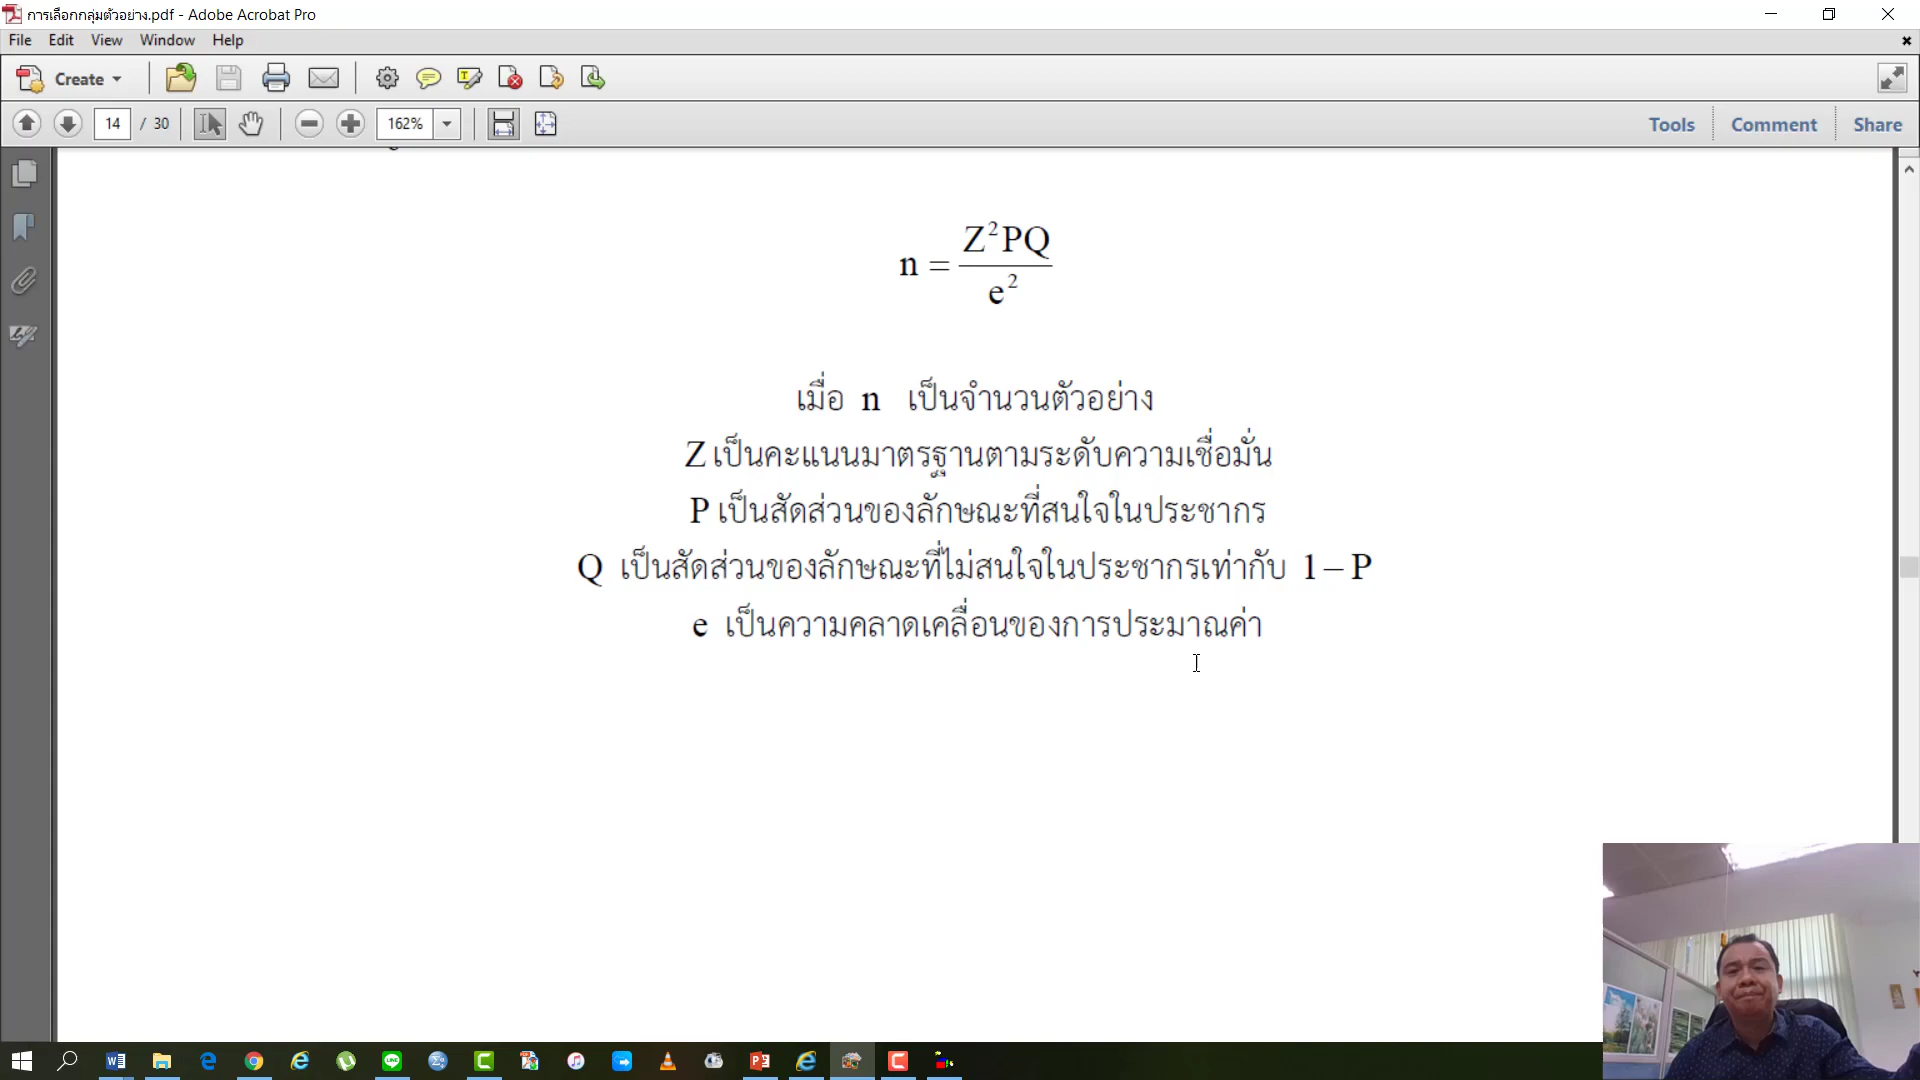 การเลือกกลุ่มตัวอย่าง.pdf - Adobe Acrobat Pro
File Edit View Window Help
Create
14 / 30 162% Tools Comment Share
n = Z²PQ / e²
เมื่อ n เป็นจำนวนตัวอย่าง
Z เป็นคะแนนมาตรฐานตามระดับความเชื่อมั่น
P เป็นสัดส่วนของลักษณะที่สนใจในประชากร
Q เป็นสัดส่วนของลักษณะที่ไม่สนใจในประชากรเท่ากับ 1 – P
e เป็นความคลาดเคลื่อนของการประมาณค่า